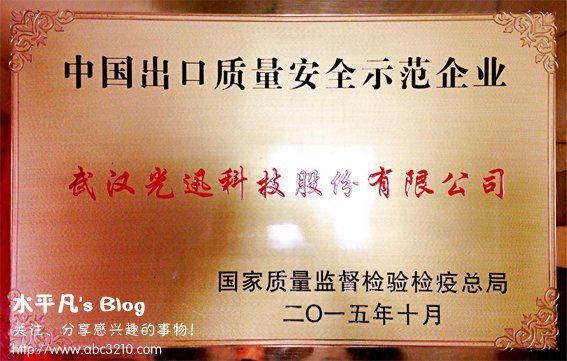 中国出口质量安全示范企业
武汉光迅科技股份有限公司
国家质量监督检验检疫总局
二〇一五年十月
水平凡's Blog
关注、分享感兴趣的事物!
http://www.abc3210.com